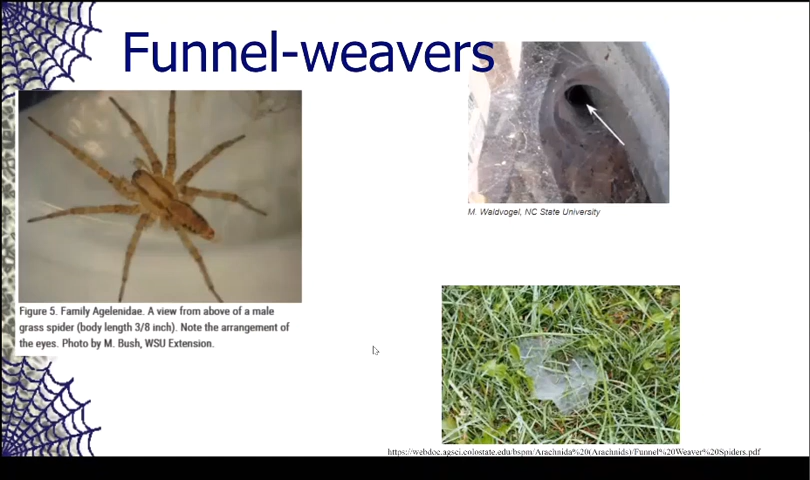 Funnel-weavers
Figure 5. Family Agelenidae. A view from above of a male
grass spider (body length 3/8 inch). Note the arrangement of
the eyes. Photo by M. Bush, WSU Extension.
M. Waldvogel, NC State University
https://webdoc.agsci.colostate.edu/bspm/Arachnida%20(Arachnids)/Funnel%20Weaver%20Spiders.pdf